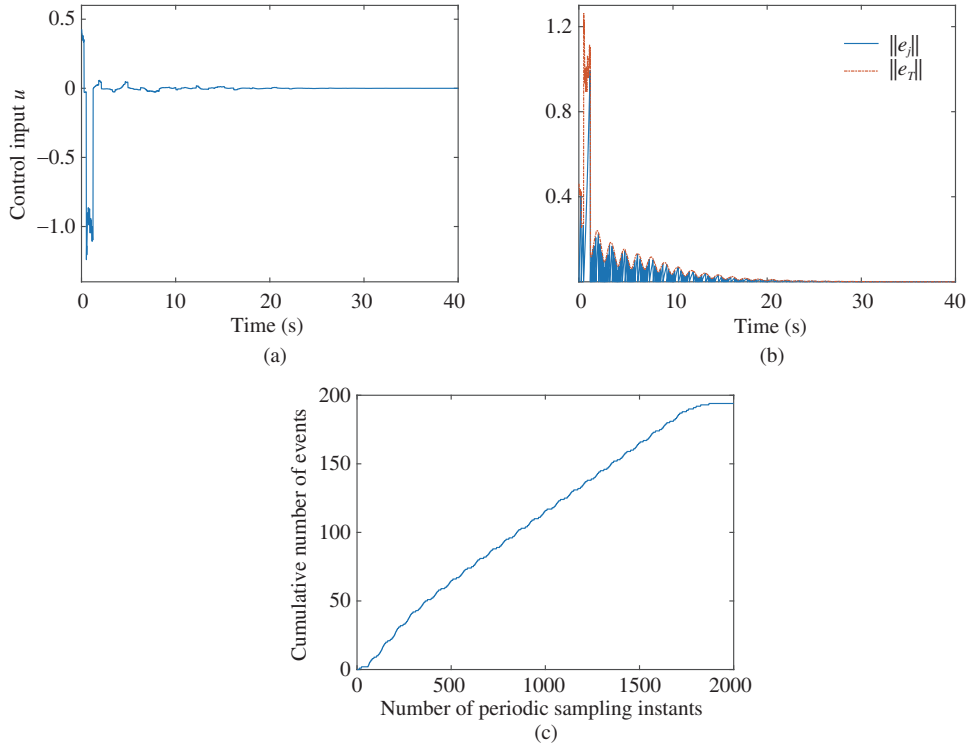 0.5
0
−0.5
−1.0
Control input u
0 10 20 30 40
Time (s)
(a)
1.2
0.8
0.4
||e_j||
||e_T||
0 10 20 30 40
Time (s)
(b)
200
150
100
50
0
Cumulative number of events
0 500 1000 1500 2000
Number of periodic sampling instants
(c)